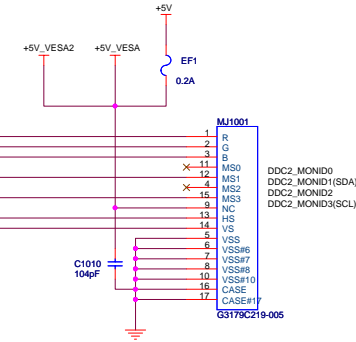 +5V
+5V_VESA2
+5V_VESA
EF1
0.2A
MJ1001
1 R
2 G
3 B
11 MS0 DDC2_MONID0
12 MS1 DDC2_MONID1(SDA)
4 MS2 DDC2_MONID2
15 MS3 DDC2_MONID3(SCL)
9 NC
13 HS
14 VS
5 VSS
6 VSS#6
7 VSS#7
8 VSS#8
10 VSS#10
16 CASE
17 CASE#17
C1010
104pF
G3179C219-005